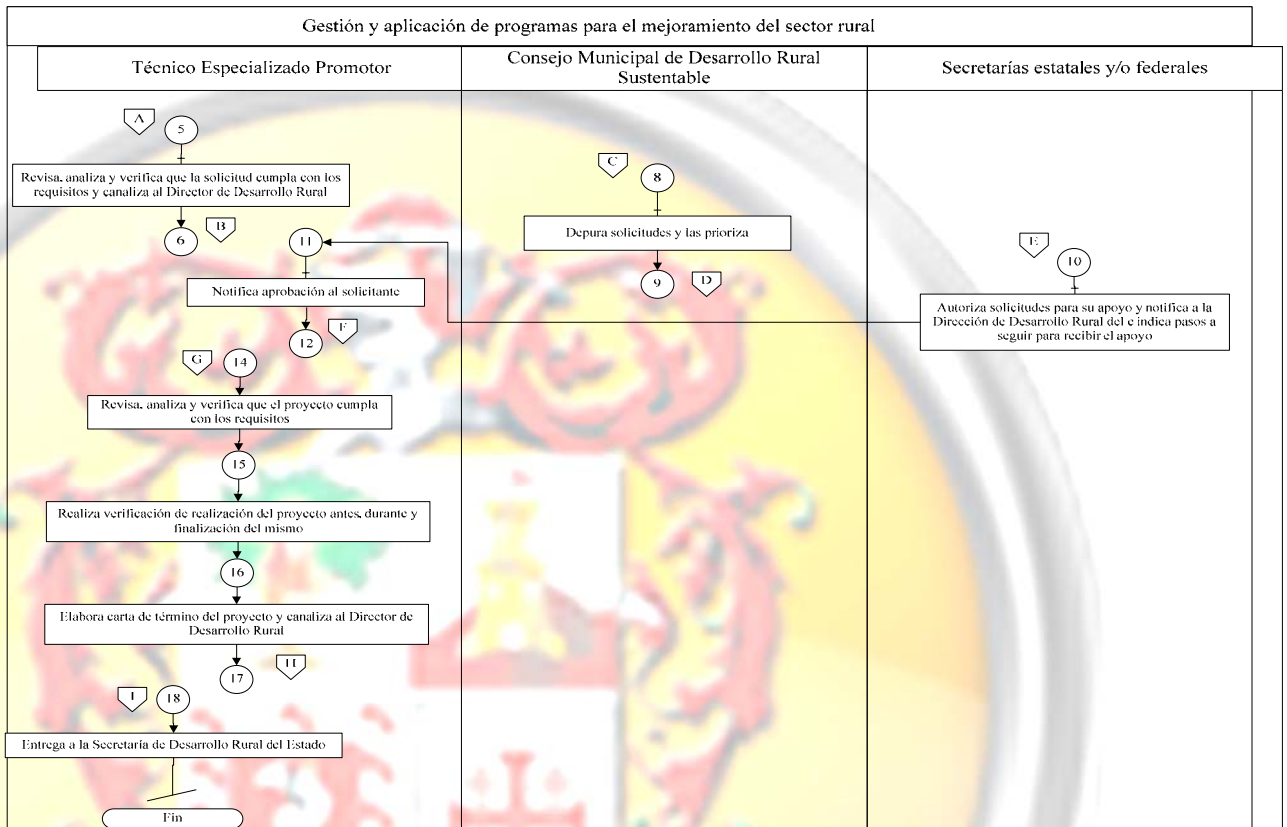 Gestión y aplicación de programas para el mejoramiento del sector rural
Técnico Especializado Promotor
Consejo Municipal de Desarrollo Rural
Sustentable
Secretarías estatales y/o federales
A
5
Revisa, analiza y verifica que la solicitud cumpla con los
requisitos y canaliza al Director de Desarrollo Rural
6
B
11
Notifica aprobación al solicitante
12
F
G
14
Revisa, analiza y verifica que el proyecto cumpla
con los requisitos
15
Realiza verificación de realización del proyecto antes, durante y
finalización del mismo
16
Elabora carta de término del proyecto y canaliza al Director de
Desarrollo Rural
17
H
I
18
Entrega a la Secretaría de Desarrollo Rural del Estado
Fin
C
8
Depura solicitudes y las prioriza
9
D
E
10
Autoriza solicitudes para su apoyo y notifica a la
Dirección de Desarrollo Rural del e indica pasos a
seguir para recibir el apoyo